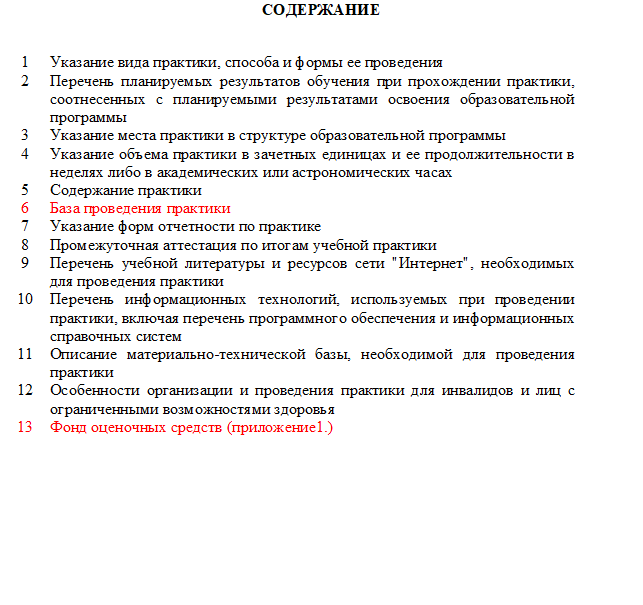 СОДЕРЖАНИЕ
1 Указание вида практики, способа и формы ее проведения
2 Перечень планируемых результатов обучения при прохождении практики,
соотнесенных с планируемыми результатами освоения образовательной
программы
3 Указание места практики в структуре образовательной программы
4 Указание объема практики в зачетных единицах и ее продолжительности в
неделях либо в академических или астрономических часах
5 Содержание практики
6 База проведения практики
7 Указание форм отчетности по практике
8 Промежуточная аттестация по итогам учебной практики
9 Перечень учебной литературы и ресурсов сети "Интернет", необходимых
для проведения практики
10 Перечень информационных технологий, используемых при проведении
практики, включая перечень программного обеспечения и информационных
справочных систем
11 Описание материально-технической базы, необходимой для проведения
практики
12 Особенности организации и проведения практики для инвалидов и лиц с
ограниченными возможностями здоровья
13 Фонд оценочных средств (приложение1.)